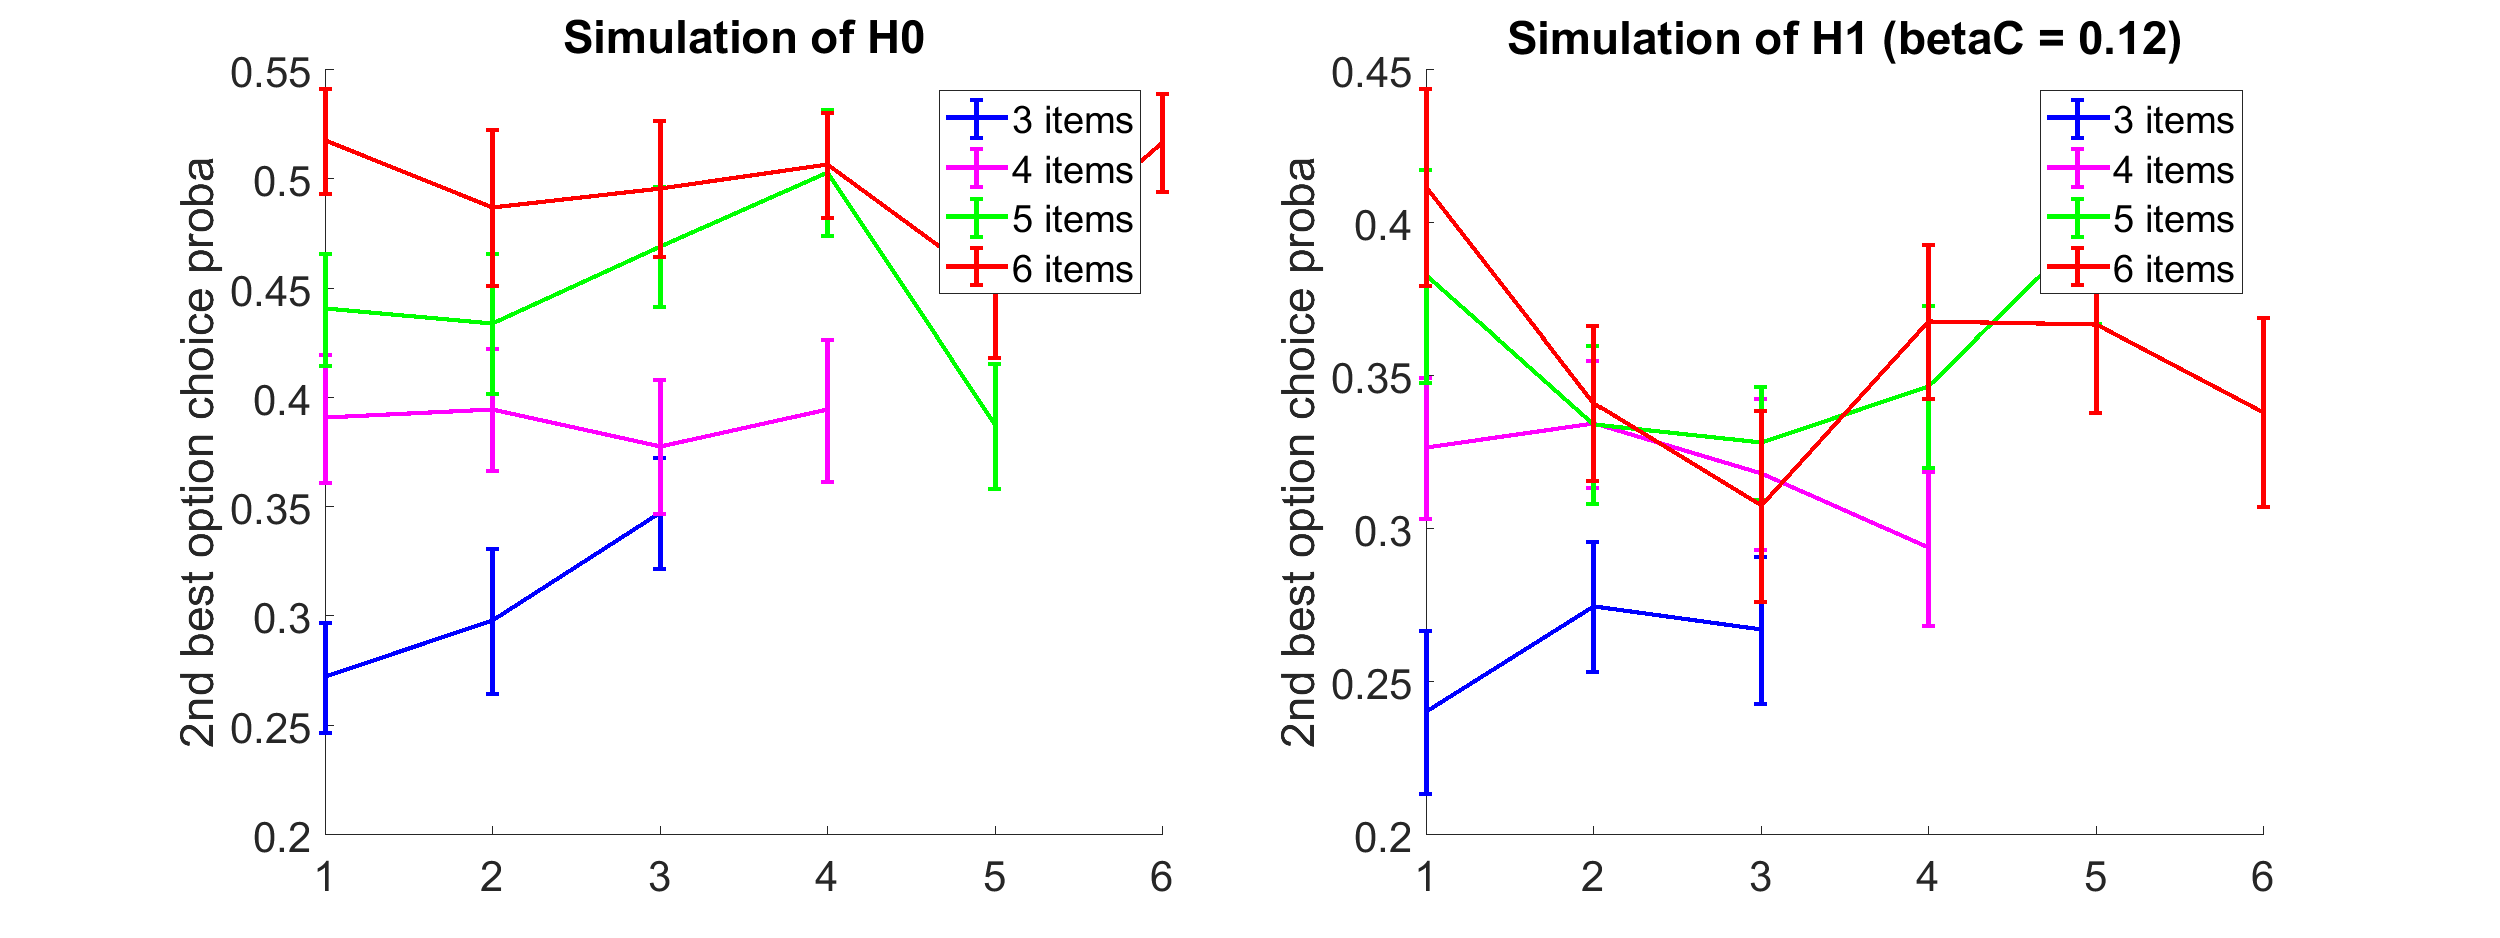 Simulation of H0
2nd best option choice proba
0.55
0.5
0.45
0.4
0.35
0.3
0.25
0.2
1 2 3 4 5 6
3 items
4 items
5 items
6 items
Simulation of H1 (betaC = 0.12)
2nd best option choice proba
0.45
0.4
0.35
0.3
0.25
0.2
1 2 3 4 5 6
3 items
4 items
5 items
6 items